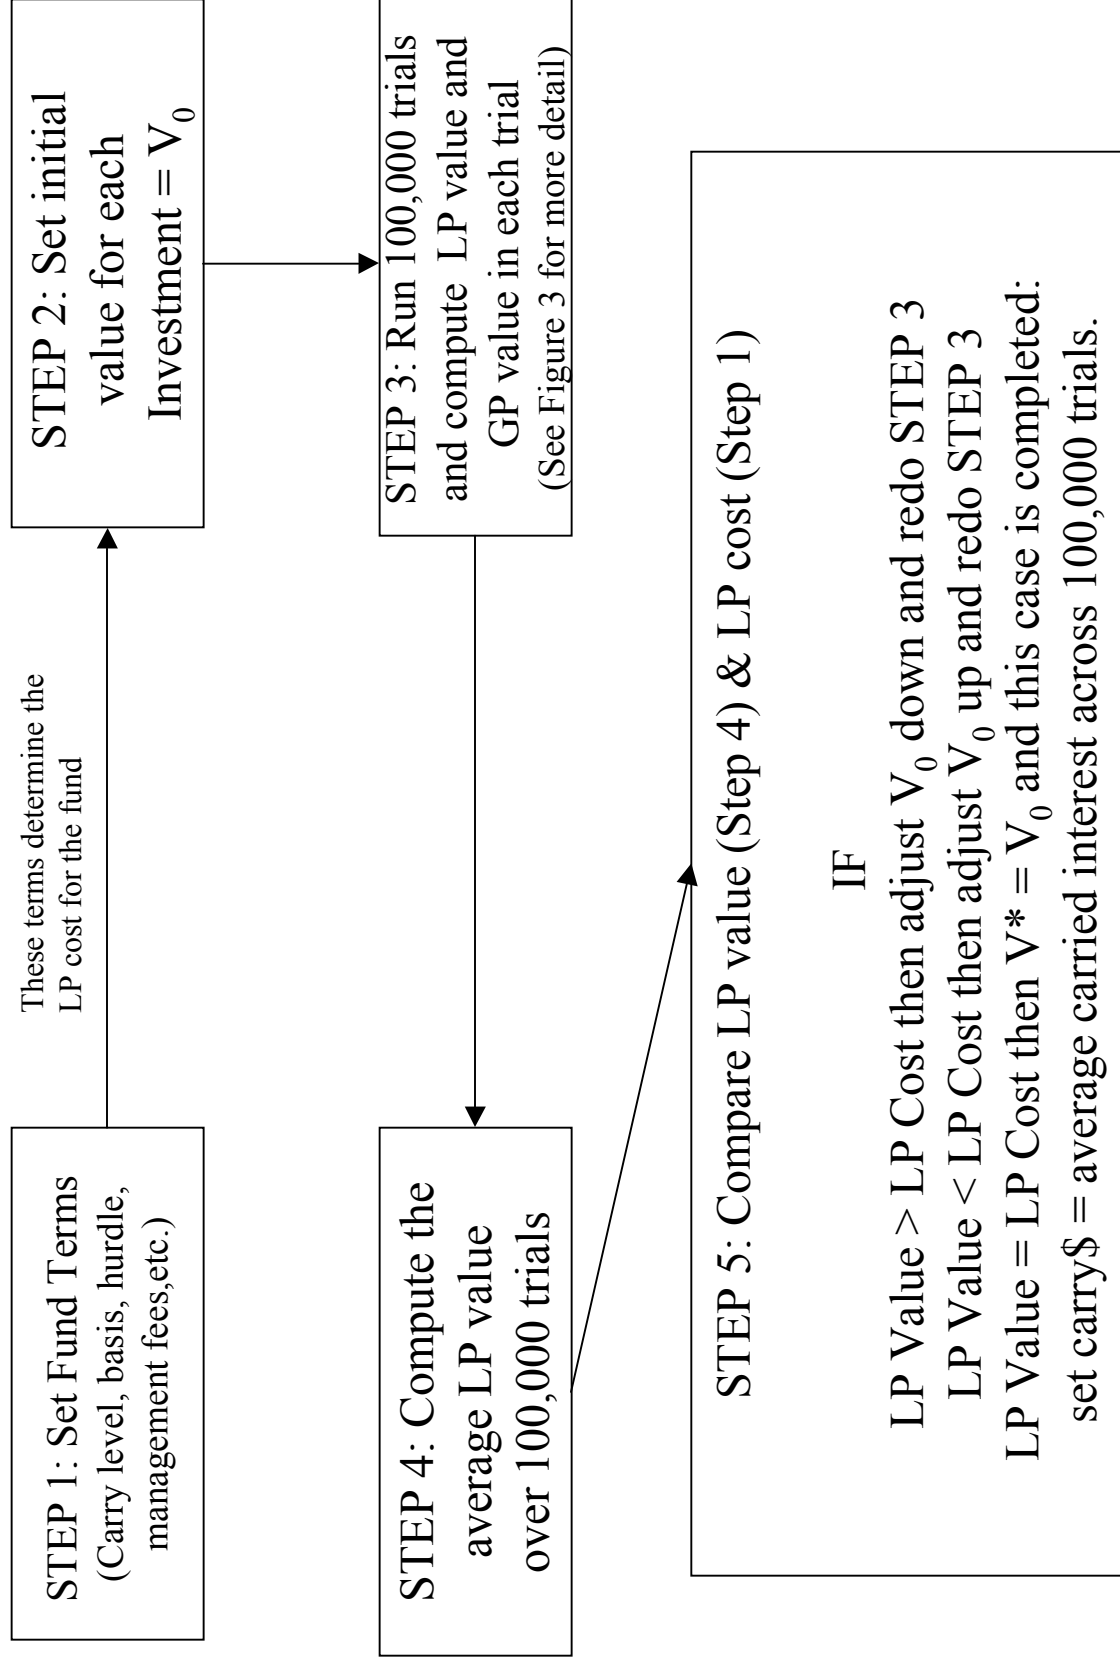 STEP 1: Set Fund Terms
(Carry level, basis, hurdle,
management fees,etc.)
These terms determine the
LP cost for the fund
STEP 2: Set initial
value for each
Investment = V₀
STEP 3: Run 100,000 trials
and compute LP value and
GP value in each trial
(See Figure 3 for more detail)
STEP 4: Compute the
average LP value
over 100,000 trials
STEP 5: Compare LP value (Step 4) & LP cost (Step 1)
IF
LP Value > LP Cost then adjust V₀ down and redo STEP 3
LP Value < LP Cost then adjust V₀ up and redo STEP 3
LP Value = LP Cost then V* = V₀ and this case is completed:
set carry$ = average carried interest across 100,000 trials.